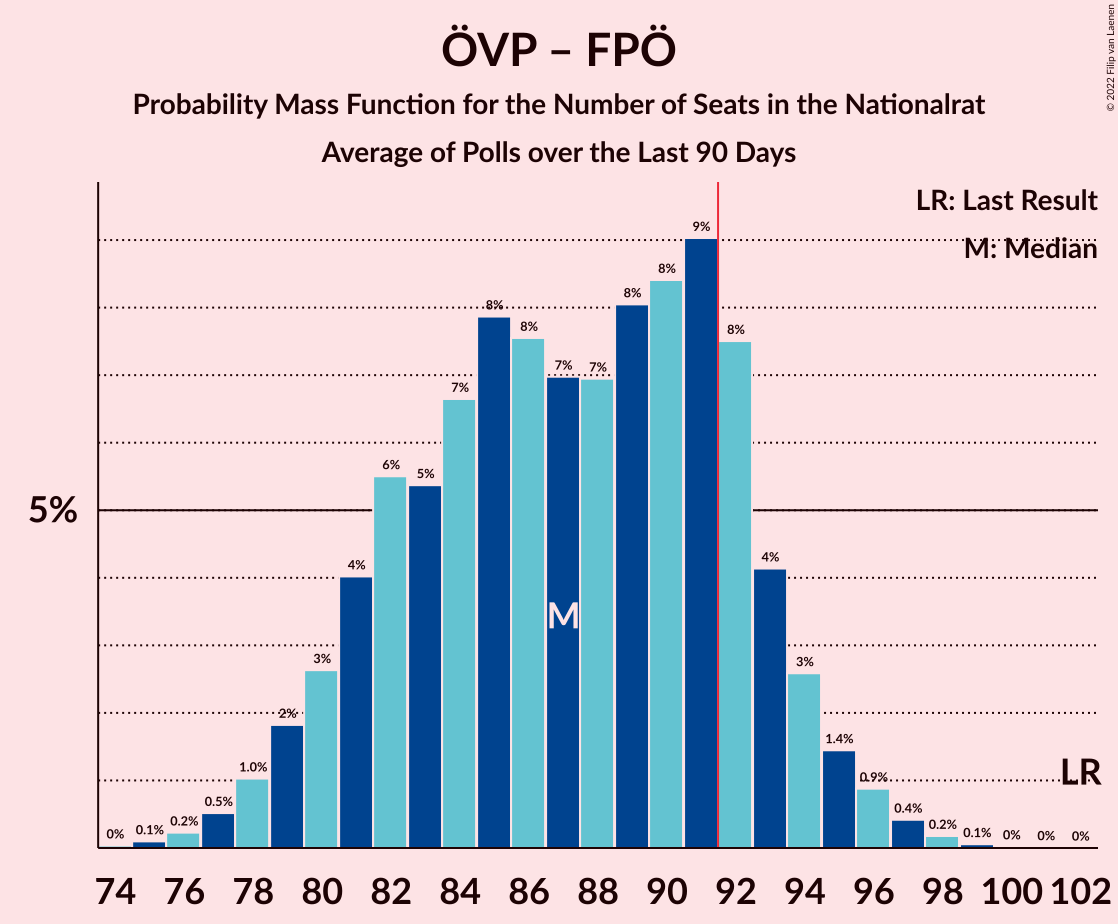 ÖVP – FPÖ
Probability Mass Function for the Number of Seats in the Nationalrat
Average of Polls over the Last 90 Days
© 2022 Filip van Laenen
LR: Last Result
M: Median
5%
0% 0.1% 0.2% 0.5% 1.0% 2% 3% 4% 6% 5% 7% 8% 8% 7% 7% 8% 8% 9% 8% 4% 3% 1.4% 0.9% 0.4% 0.2% 0.1% 0% 0% 0%
M
LR
74 76 78 80 82 84 86 88 90 92 94 96 98 100 102